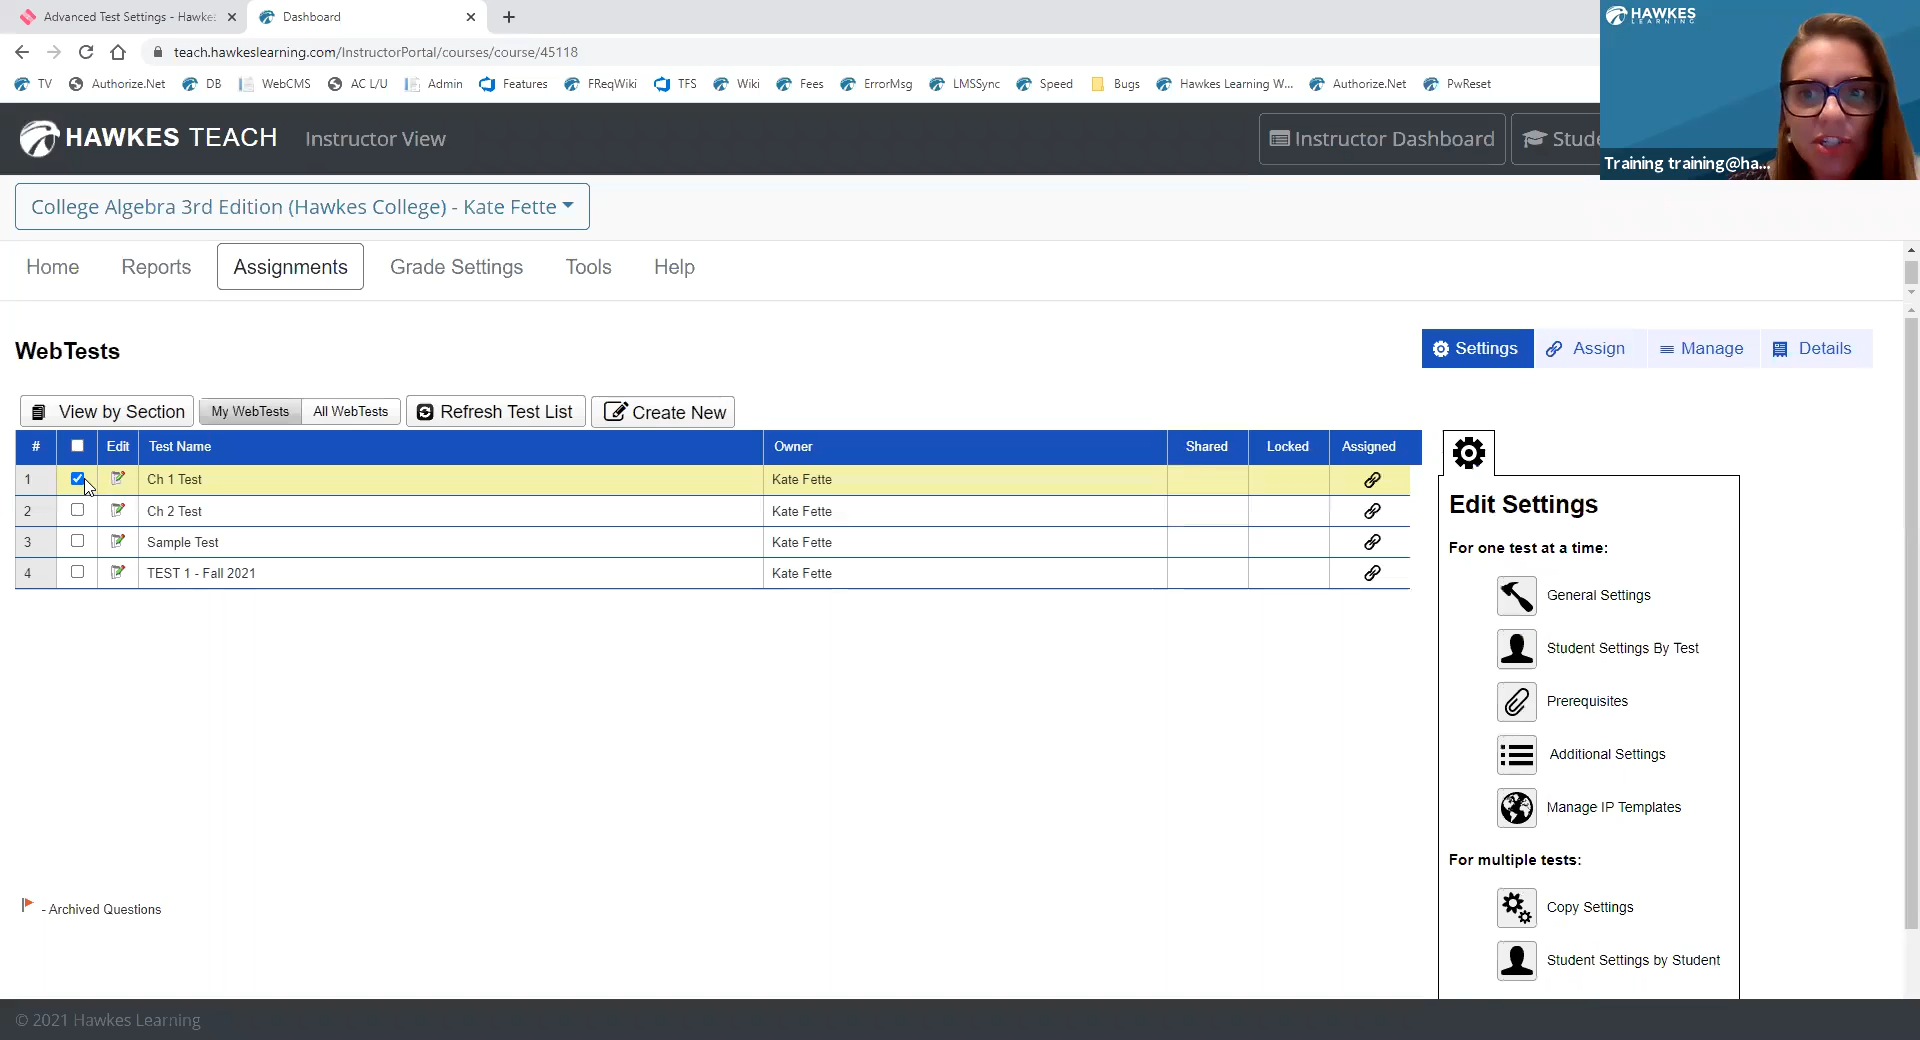 Advanced Test Settings - Hawke
Dashboard
teach.hawkeslearning.com/InstructorPortal/courses/course/45118
TV Authorize.Net DB WebCMS AC L/U Admin Features FReqWiki TFS Wiki Fees ErrorMsg LMSSync Speed Bugs Hawkes Learning W... Authorize.Net PwReset
HAWKES LEARNING
Training training@ha...
HAWKES TEACH Instructor View Instructor Dashboard Stude
College Algebra 3rd Edition (Hawkes College) - Kate Fette
Home Reports Assignments Grade Settings Tools Help
WebTests
Settings Assign Manage Details
View by Section My WebTests All WebTests Refresh Test List Create New
# Edit Test Name Owner Shared Locked Assigned
1 Ch 1 Test Kate Fette
2 Ch 2 Test Kate Fette
3 Sample Test Kate Fette
4 TEST 1 - Fall 2021 Kate Fette
- Archived Questions
Edit Settings
For one test at a time:
General Settings
Student Settings By Test
Prerequisites
Additional Settings
Manage IP Templates
For multiple tests:
Copy Settings
Student Settings by Student
© 2021 Hawkes Learning